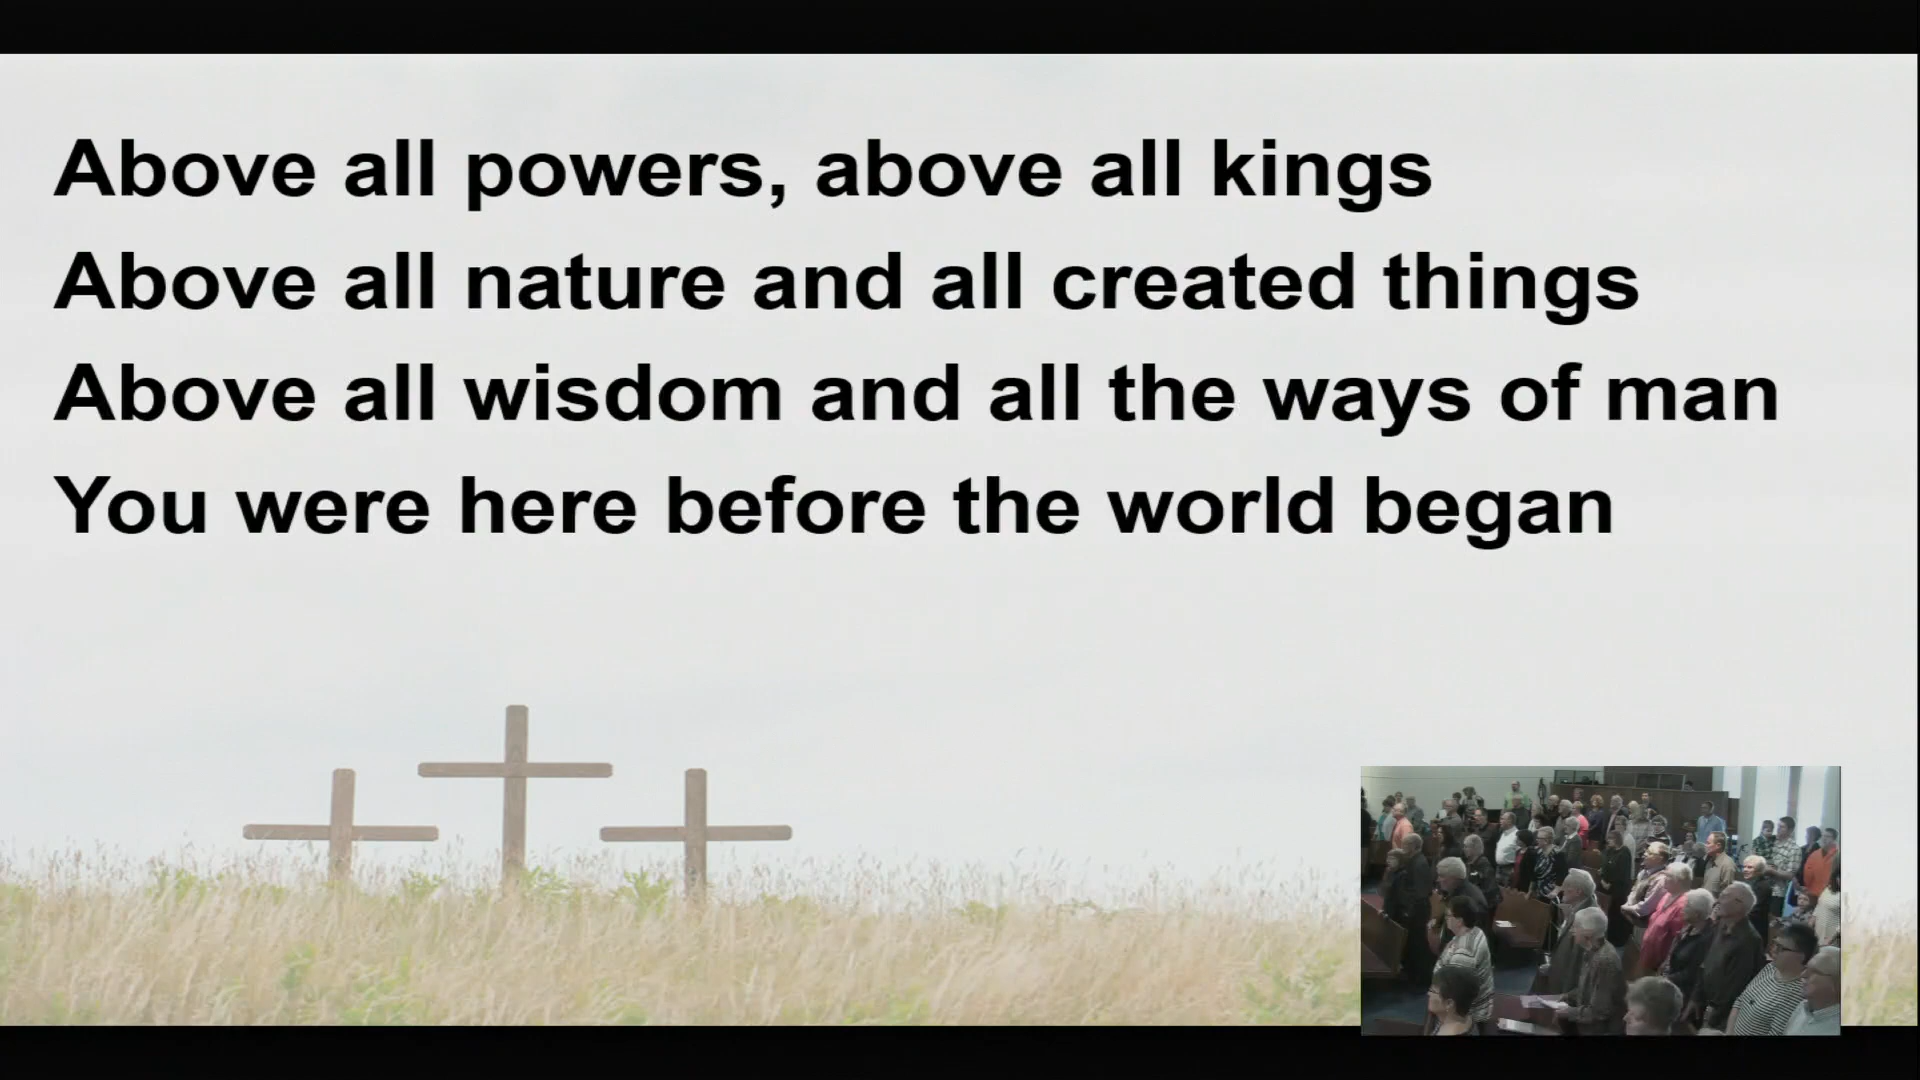 Above all powers, above all kings
Above all nature and all created things
Above all wisdom and all the ways of man
You were here before the world began